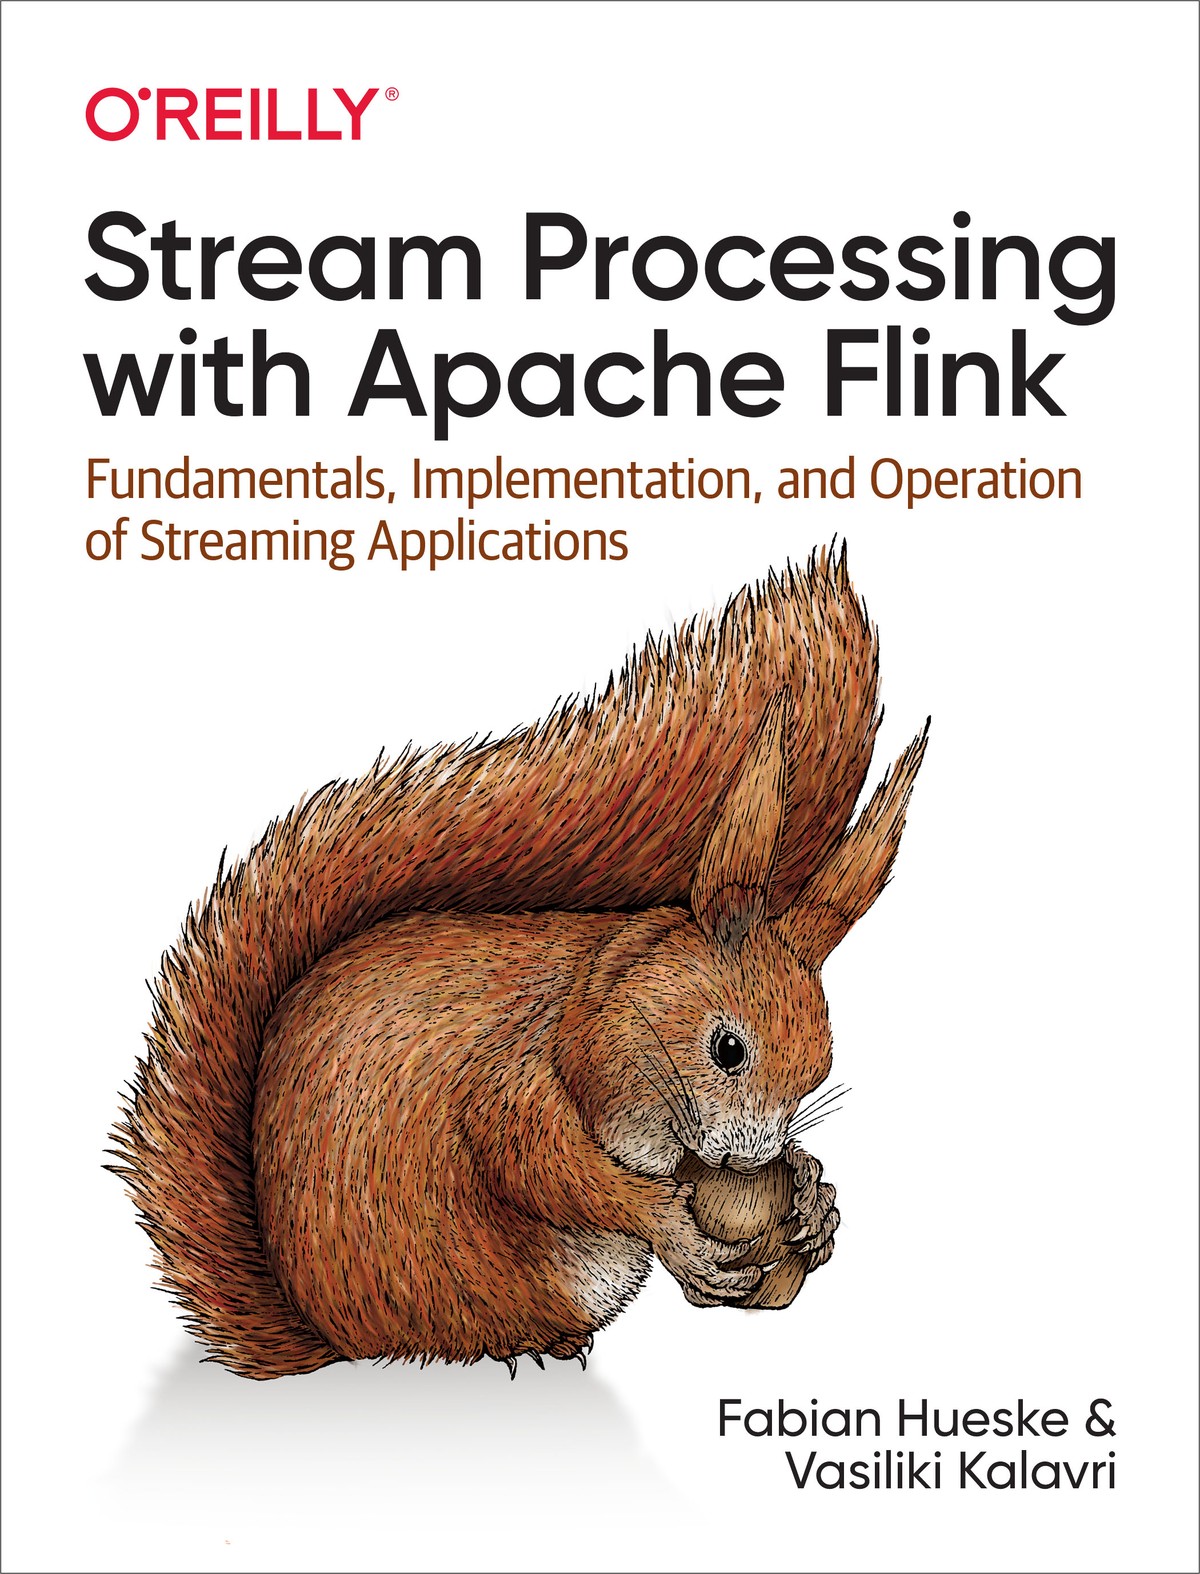 O'REILLY®
Stream Processing
with Apache Flink
Fundamentals, Implementation, and Operation
of Streaming Applications
Fabian Hueske &
Vasiliki Kalavri